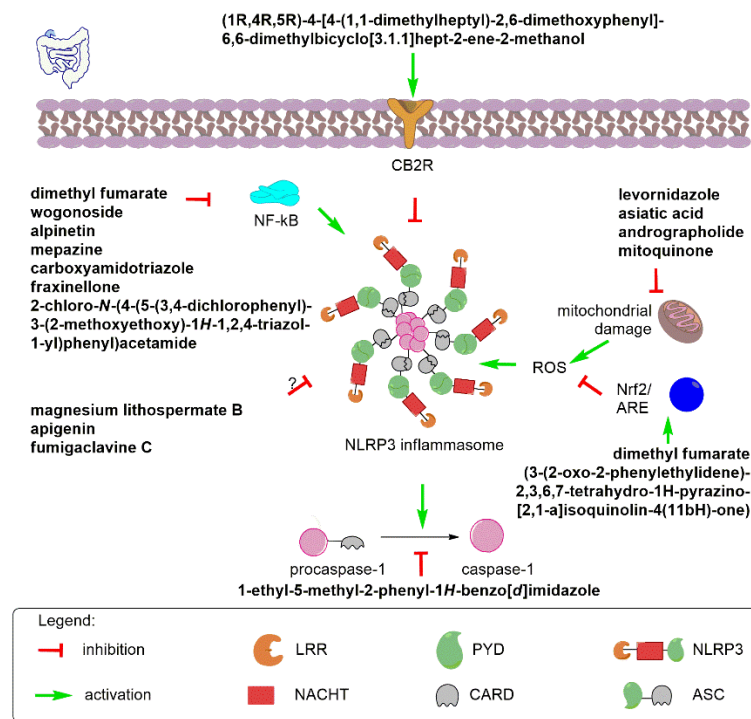 (1R,4R,5R)-4-[4-(1,1-dimethylheptyl)-2,6-dimethoxyphenyl]-
6,6-dimethylbicyclo[3.1.1]hept-2-ene-2-methanol
CB2R
dimethyl fumarate
wogonoside
alpinetin
mepazine
carboxyamidotriazole
fraxinellone
2-chloro-N-(4-(5-(3,4-dichlorophenyl)-
3-(2-methoxyethoxy)-1H-1,2,4-triazol-
1-yl)phenyl)acetamide
NF-kB
levornidazole
asiatic acid
andrographolide
mitoquinone
mitochondrial
damage
ROS
Nrf2/
ARE
?
magnesium lithospermate B
apigenin
fumigaclavine C
NLRP3 inflammasome
dimethyl fumarate
(3-(2-oxo-2-phenylethylidene)-
2,3,6,7-tetrahydro-1H-pyrazino-
[2,1-a]isoquinolin-4(11bH)-one)
procaspase-1
caspase-1
1-ethyl-5-methyl-2-phenyl-1H-benzo[d]imidazole
Legend:
inhibition
LRR
PYD
NLRP3
activation
NACHT
CARD
ASC